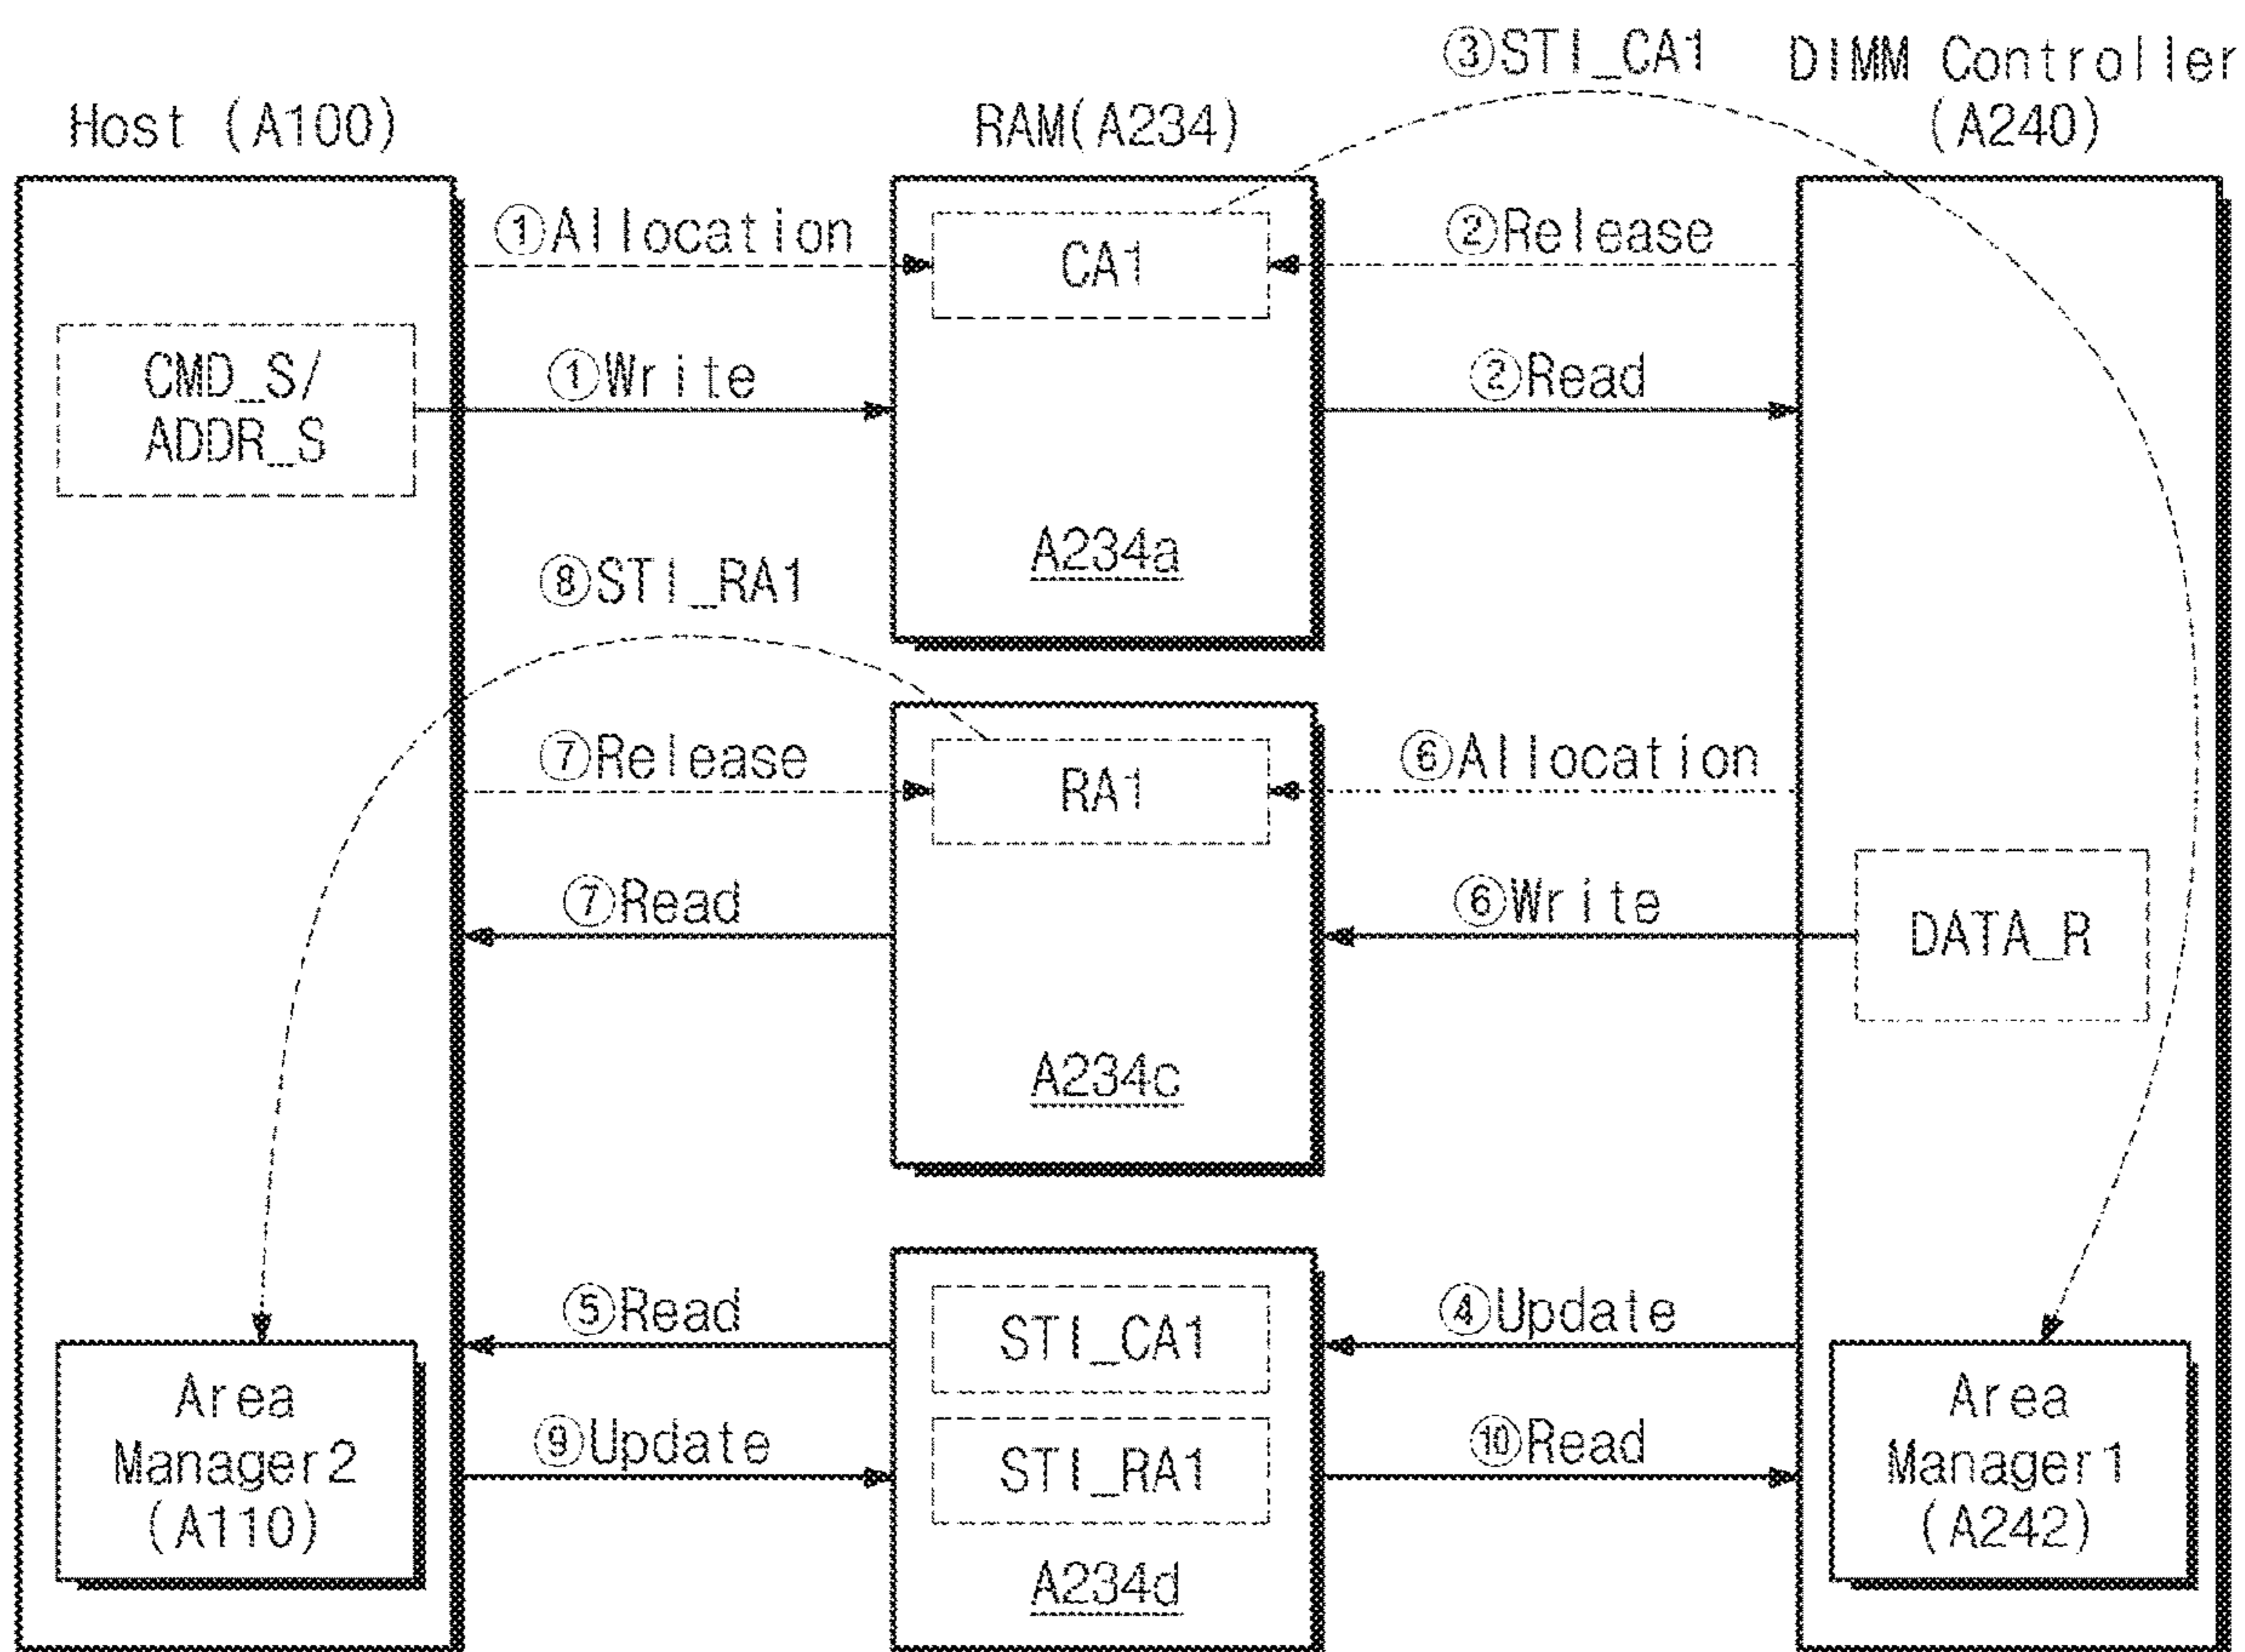 ③STI_CA1
DIMM Controller
(A240)
Host (A100)
RAM(A234)
①Allocation
CA1
②Release
CMD_S/
ADDR_S
①Write
②Read
A234a
⑧STI_RA1
⑦Release
RA1
⑥Allocation
⑦Read
⑥Write
DATA_R
A234c
⑤Read
STI_CA1
④Update
Area
Manager2
(A110)
⑨Update
STI_RA1
⑩Read
Area
Manager1
(A242)
A234d